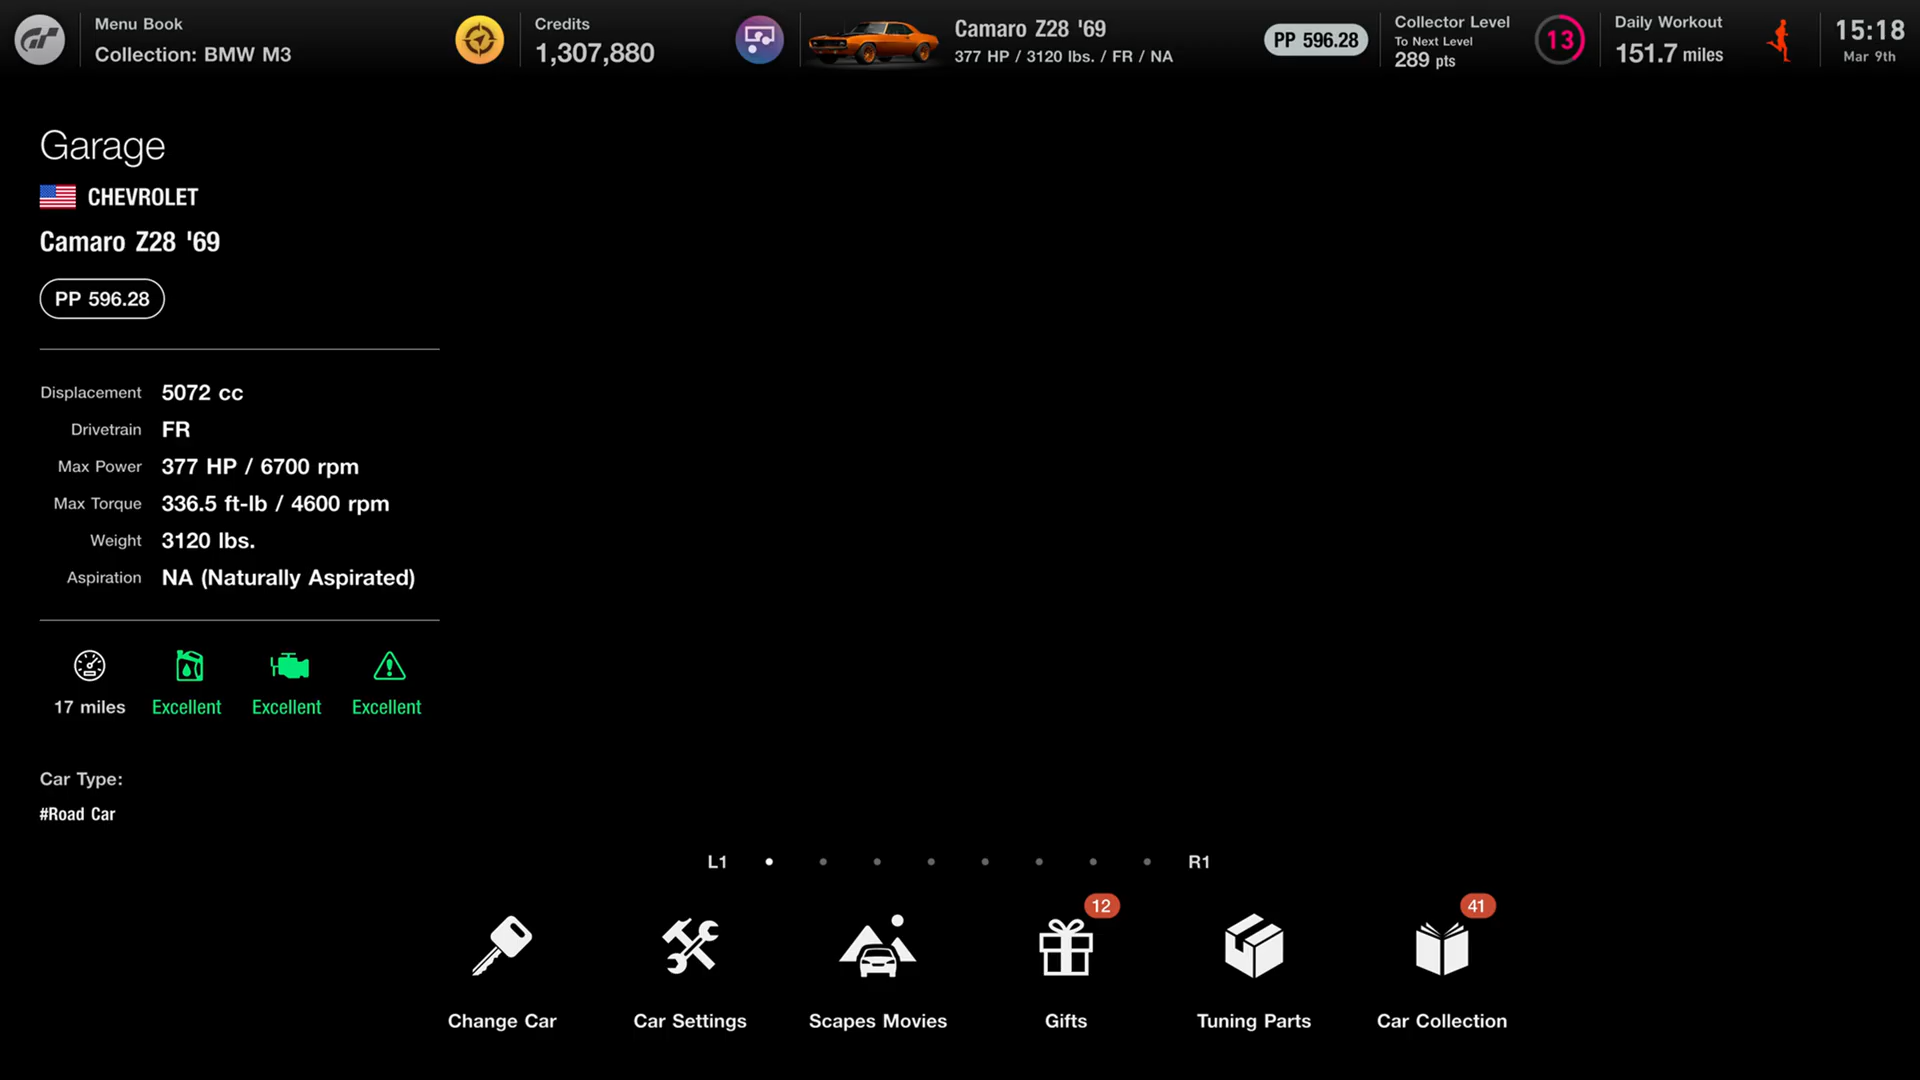 Menu Book
Collection: BMW M3
Credits
1,307,880
Camaro Z28 '69
377 HP / 3120 lbs. / FR / NA
PP 596.28
Collector Level
To Next Level
289 pts
13
Daily Workout
151.7 miles
15:18
Mar 9th
Garage
CHEVROLET
Camaro Z28 '69
PP 596.28
Displacement 5072 cc
Drivetrain FR
Max Power 377 HP / 6700 rpm
Max Torque 336.5 ft-lb / 4600 rpm
Weight 3120 lbs.
Aspiration NA (Naturally Aspirated)
17 miles
Excellent
Excellent
Excellent
Car Type:
#Road Car
L1
R1
12
41
Change Car
Car Settings
Scapes Movies
Gifts
Tuning Parts
Car Collection